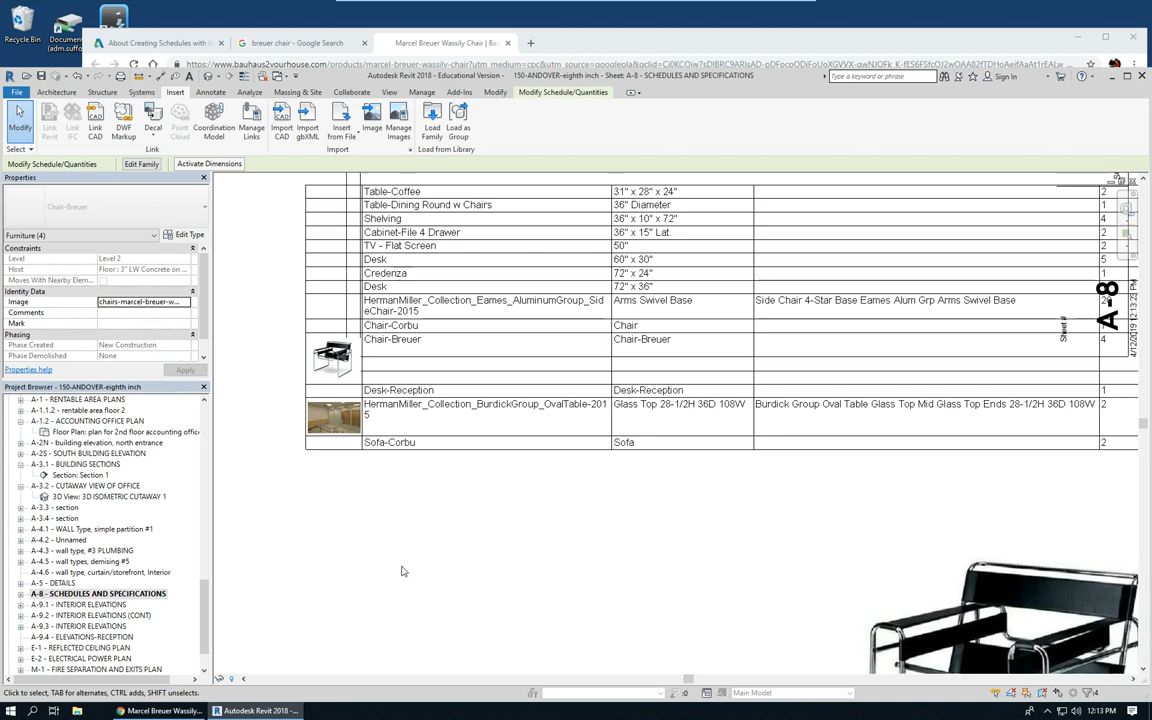 Recycle Bin
Documen
(adm.suffo
About Creating Schedules with I
breuer chair - Google Search
Marcel Breuer Wassily Chair | Ba
Autodesk Revit 2018 - Educational Version - 150-ANDOVER-eighth inch - Sheet: A-8 - SCHEDULES AND SPECIFICATIONS
Type a keyword or phrase
Sign In
File Architecture Structure Systems Insert Annotate Analyze Massing & Site Collaborate View Manage Add-Ins Modify Modify Schedule/Quantities
Modify
Link Revit
Link IFC
Link CAD
DWF Markup
Decal
Point Cloud
Coordination Model
Manage Links
Import CAD
Import gbXML
Insert from File
Image
Manage Images
Load Family
Load as Group
Select
Link
Import
Load from Library
Modify Schedule/Quantities Edit Family Activate Dimensions
Properties
Chair-Breuer
Furniture (4) Edit Type
Constraints
Level Level 2
Host Floor : 3" LW Concrete on ...
Moves With Nearby Elem...
Identity Data
Image chairs-marcel-breuer-w...
Comments
Mark
Phasing
Phase Created New Construction
Phase Demolished None
Properties help Apply
Project Browser - 150-ANDOVER-eighth inch
A-1 - RENTABLE AREA PLANS
A-1.1.2 - rentable area floor 2
A-1.2 - ACCOUNTING OFFICE PLAN
Floor Plan: plan for 2nd floor accounting office
A-2N - building elevation, north entrance
A-2S - SOUTH BUILDING ELEVATION
A-3.1 - BUILDING SECTIONS
Section: Section 1
A-3.2 - CUTAWAY VIEW OF OFFICE
3D View: 3D ISOMETRIC CUTAWAY 1
A-3.3 - section
A-3.4 - section
A-4.1 - WALL Type, simple partition #1
A-4.2 - Unnamed
A-4.3 - wall type, #3 PLUMBING
A-4.5 - wall types, demising #5
A-4.6 - wall type, curtain/storefront, Interior
A-5 - DETAILS
A-8 - SCHEDULES AND SPECIFICATIONS
A-9.1 - INTERIOR ELEVATIONS
A-9.2 - INTERIOR ELEVATIONS (CONT)
A-9.3 - INTERIOR ELEVATIONS
A-9.4 - ELEVATIONS-RECEPTION
E-1 - REFLECTED CEILING PLAN
E-2 - ELECTRICAL POWER PLAN
M-1 - FIRE SEPARATION AND EXITS PLAN
Table-Coffee 31" x 28" x 24" 2
Table-Dining Round w Chairs 36" Diameter 1
Shelving 36" x 10" x 72" 4
Cabinet-File 4 Drawer 36" x 15" Lat. 2
TV - Flat Screen 50" 2
Desk 60" x 30" 5
Credenza 72" x 24" 1
Desk 72" x 36"
HermanMiller_Collection_Eames_AluminumGroup_Sid Arms Swivel Base Side Chair 4-Star Base Eames Alum Grp Arms Swivel Base
eChair-2015
Chair-Corbu Chair
Chair-Breuer Chair-Breuer 4
Desk-Reception Desk-Reception 1
HermanMiller_Collection_BurdickGroup_OvalTable-201 Glass Top 28-1/2H 36D 108W Burdick Group Oval Table Glass Top Mid Glass Top Ends 28-1/2H 36D 108W 2
5
Sofa-Corbu Sofa 2
Sheet #
A-8
4/12/2019 12:13:23 PM
Click to select, TAB for alternates, CTRL adds, SHIFT unselects.
:0
Main Model
:4
Marcel Breuer Wassily...
Autodesk Revit 2018 -...
12:13 PM